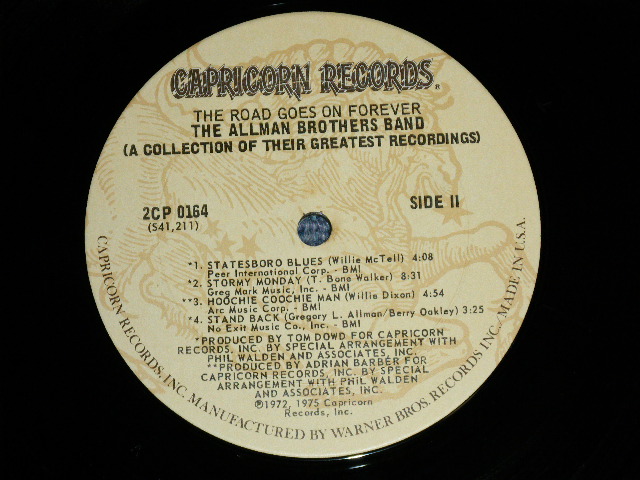 CAPRICORN RECORDS®
THE ROAD GOES ON FOREVER
THE ALLMAN BROTHERS BAND
(A COLLECTION OF THEIR GREATEST RECORDINGS)
2CP 0164
(S41,211)
SIDE II
*1. STATESBORO BLUES (Willie McTell) 4:08
Peer International Corp. - BMI
*2. STORMY MONDAY (T. Bone Walker) 8:31
Greg Mark Music, Inc. - BMI
**3. HOOCHIE COOCHIE MAN (Willie Dixon) 4:54
Arc Music Corp. - BMI
*4. STAND BACK (Gregory L. Allman/Berry Oakley) 3:25
No Exit Music Co., Inc. - BMI
*PRODUCED BY TOM DOWD FOR CAPRICORN
RECORDS, INC. BY SPECIAL ARRANGEMENT WITH
PHIL WALDEN AND ASSOCIATES, INC.
**PRODUCED BY ADRIAN BARBER FOR
CAPRICORN RECORDS, INC. BY SPECIAL
ARRANGEMENT WITH PHIL WALDEN
AND ASSOCIATES, INC.
℗1972, 1975 Capricorn
Records, Inc.
CAPRICORN RECORDS, INC. MANUFACTURED BY WARNER BROS. RECORDS INC. MADE IN U.S.A.